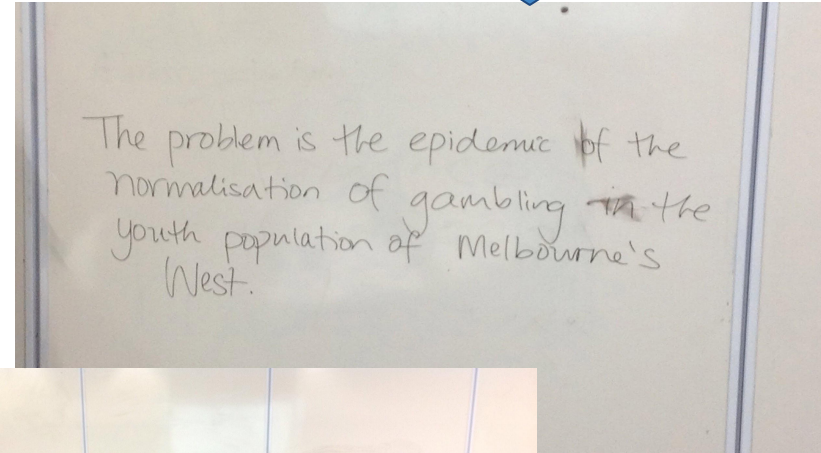 The problem is the epidemic of the
normalisation of gambling in the
youth population of Melbourne's
West.